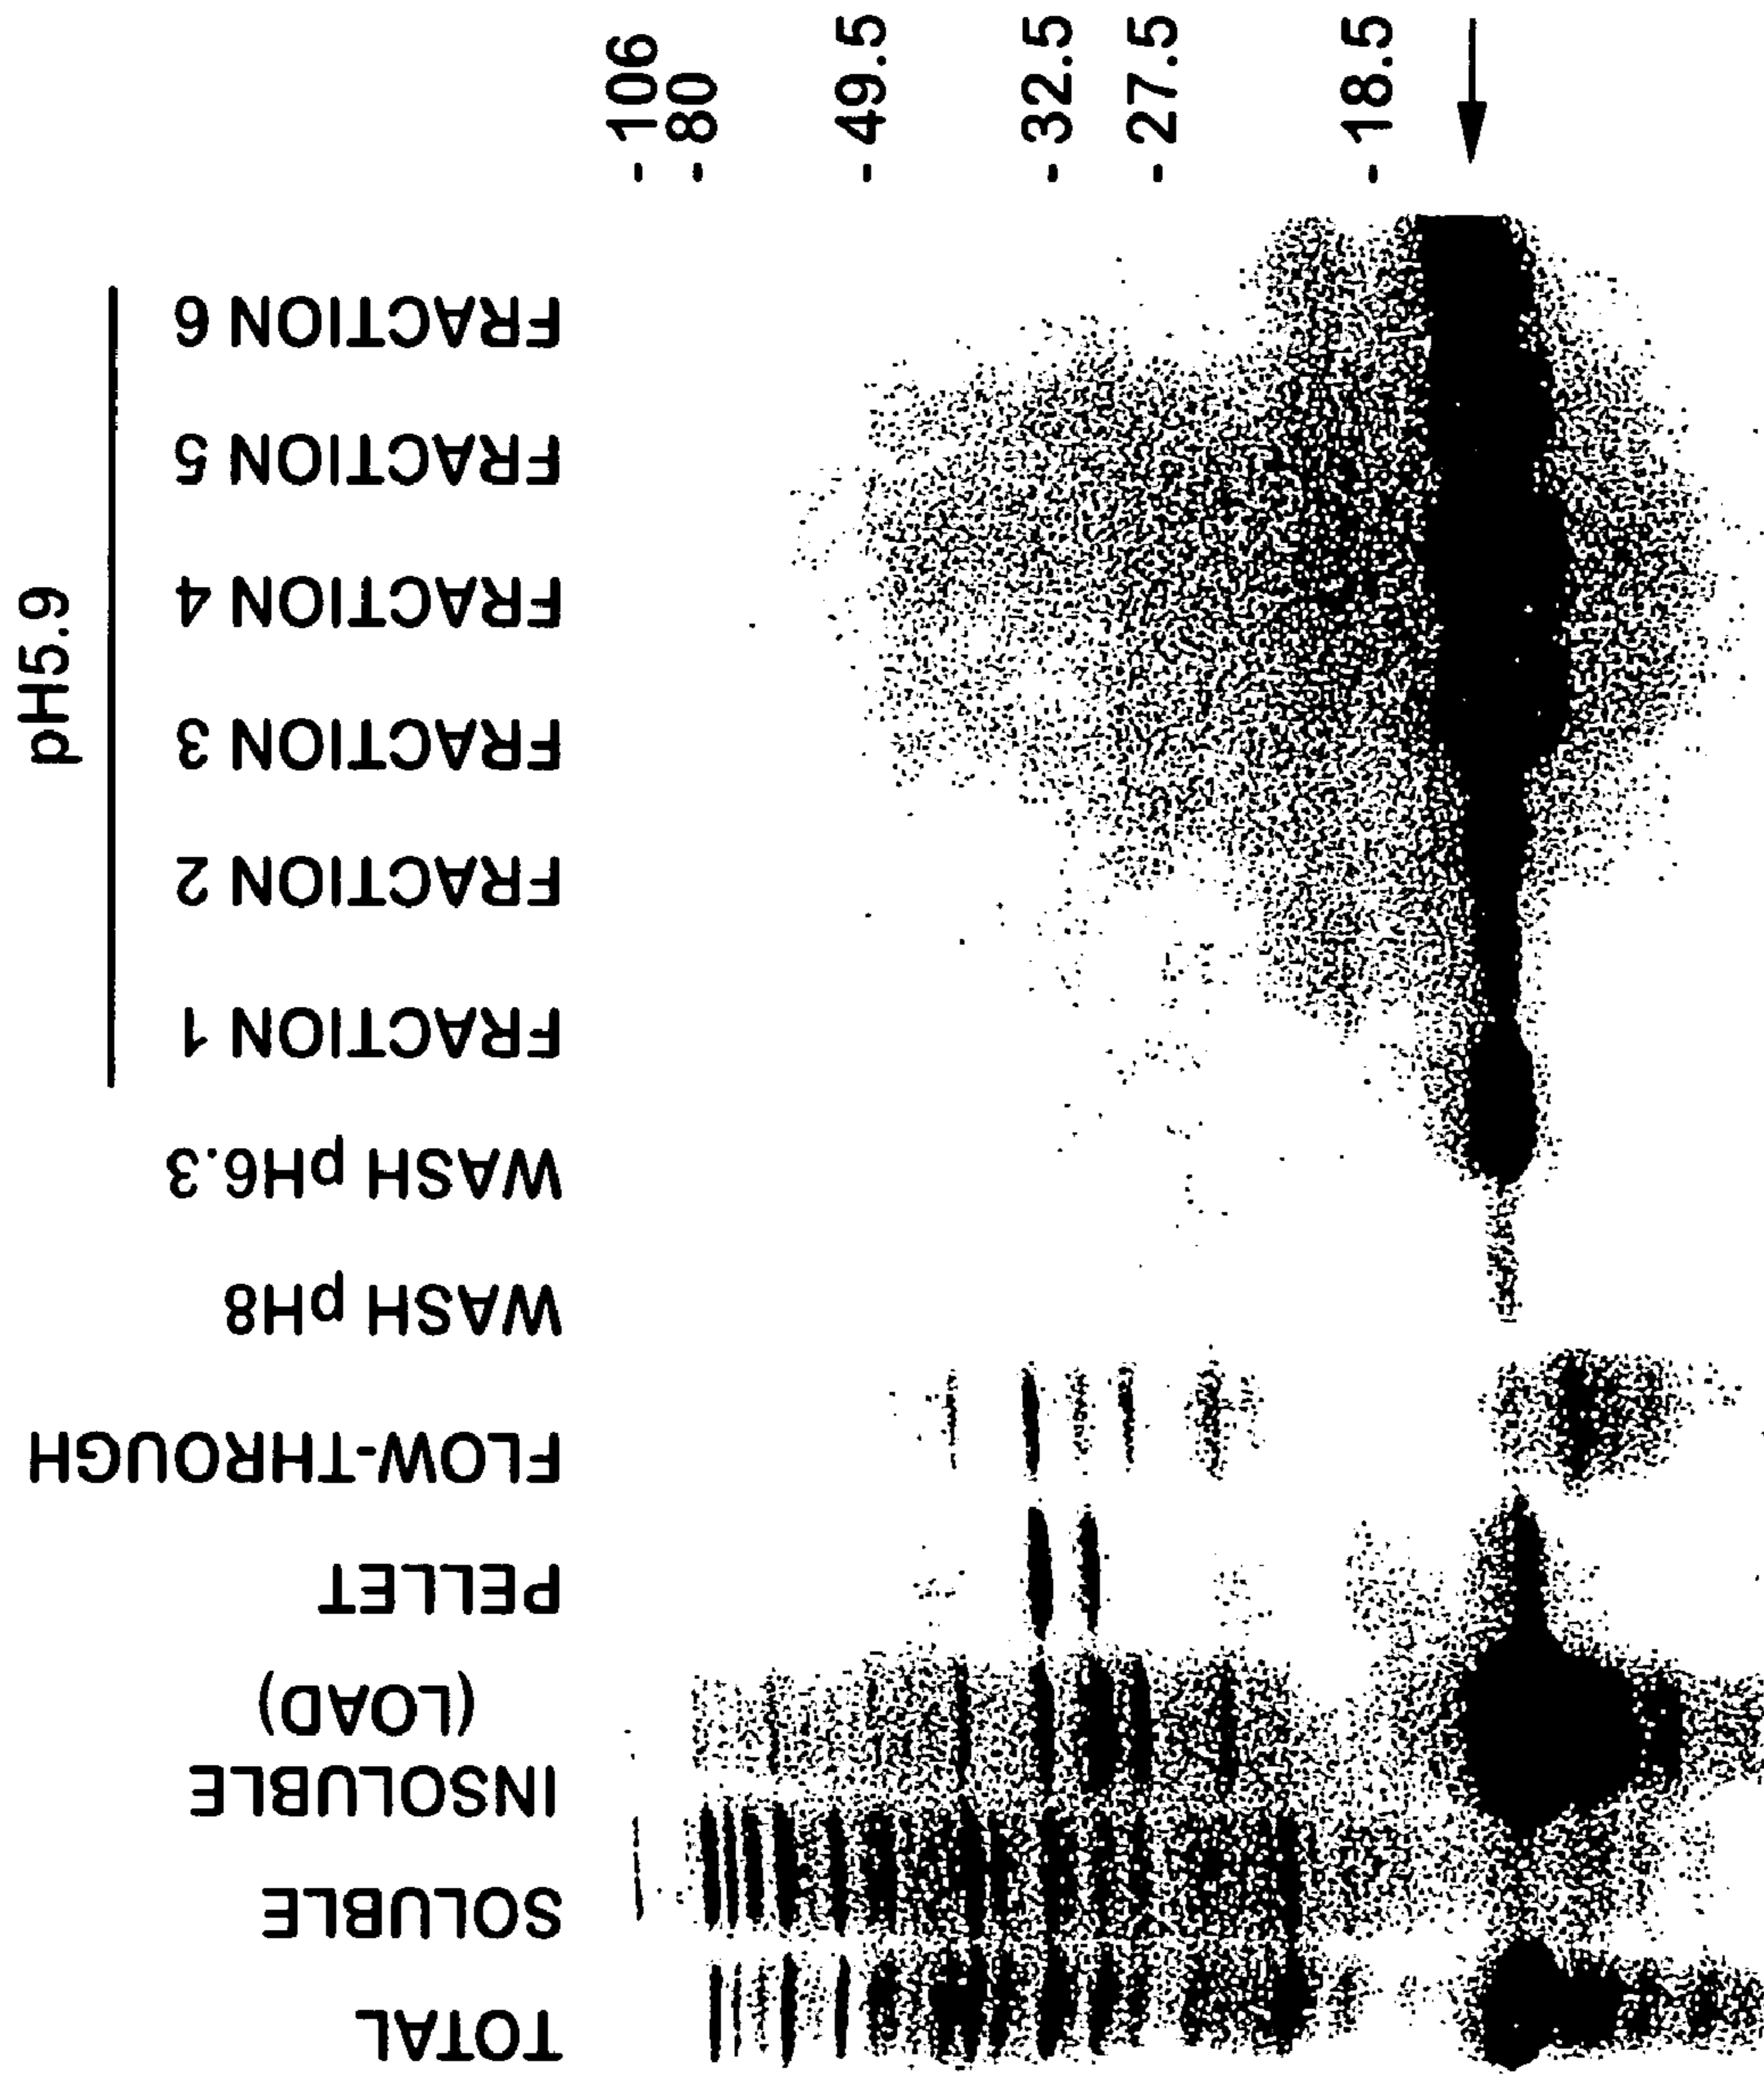 pH5.9
TOTAL
SOLUBLE
INSOLUBLE
(LOAD)
PELLET
FLOW-THROUGH
WASH pH8
WASH pH6.3
FRACTION 1
FRACTION 2
FRACTION 3
FRACTION 4
FRACTION 5
FRACTION 6
- 106
- 80
- 49.5
- 32.5
- 27.5
- 18.5